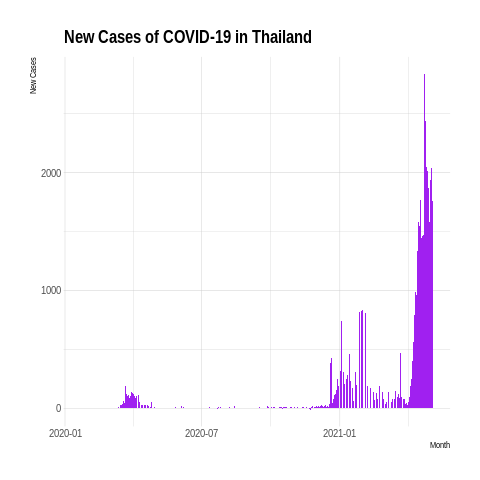 New Cases of COVID-19 in Thailand
New Cases
2000
1000
0
2020-01
2020-07
2021-01
Month